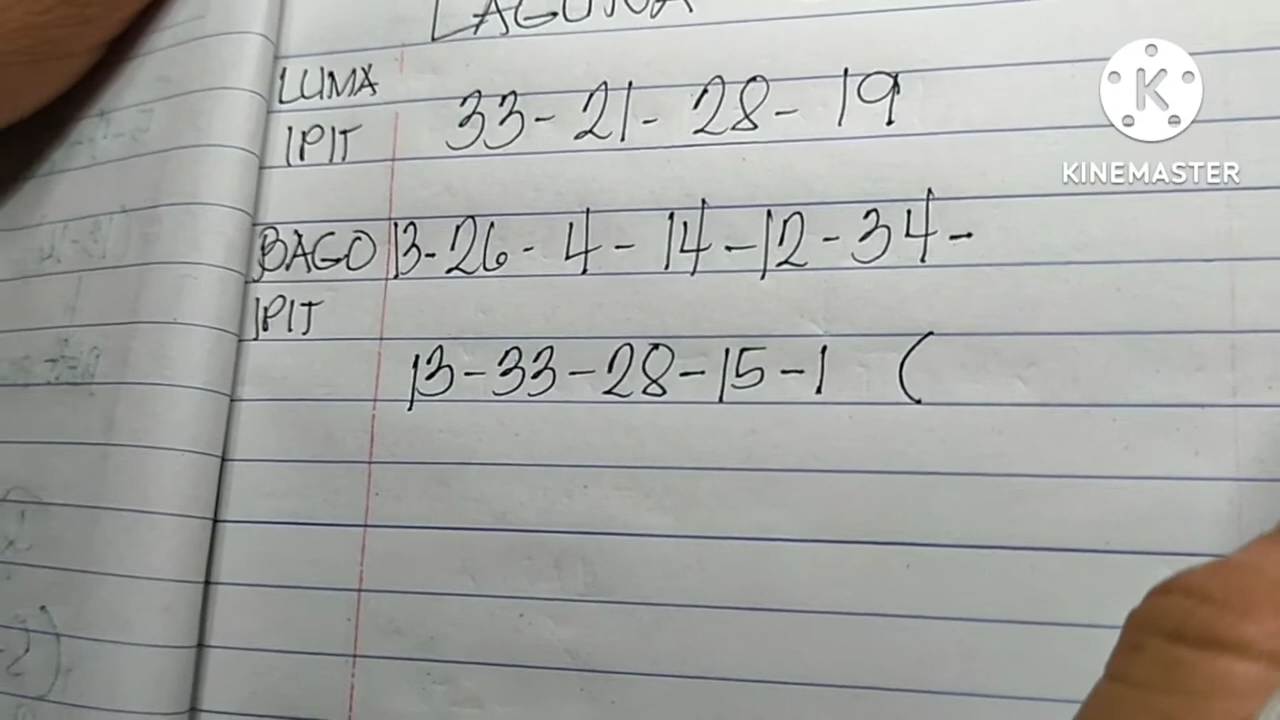 LAGUNA
LUMA
IPIT 33- 21- 28- 19
BAGO 13-26- 4- 14-12-34-
IPIT
13-33-28-15-1 (
K
KINEMASTER